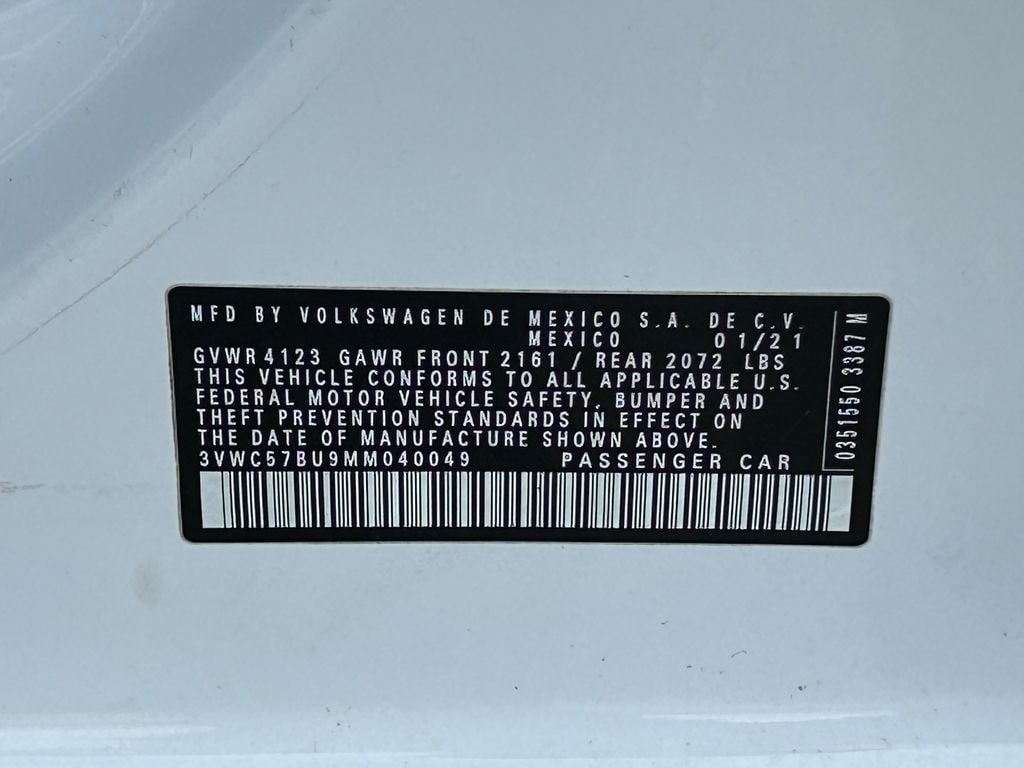 MFD BY VOLKSWAGEN DE MEXICO S.A. DE C.V.
MEXICO 01/21
GVWR 4123 GAWR FRONT 2161 / REAR 2072 LBS
THIS VEHICLE CONFORMS TO ALL APPLICABLE U.S.
FEDERAL MOTOR VEHICLE SAFETY, BUMPER AND
THEFT PREVENTION STANDARDS IN EFFECT ON
THE DATE OF MANUFACTURE SHOWN ABOVE.
3VWC57BU9MM040049 PASSENGER CAR
0351550 3387 M